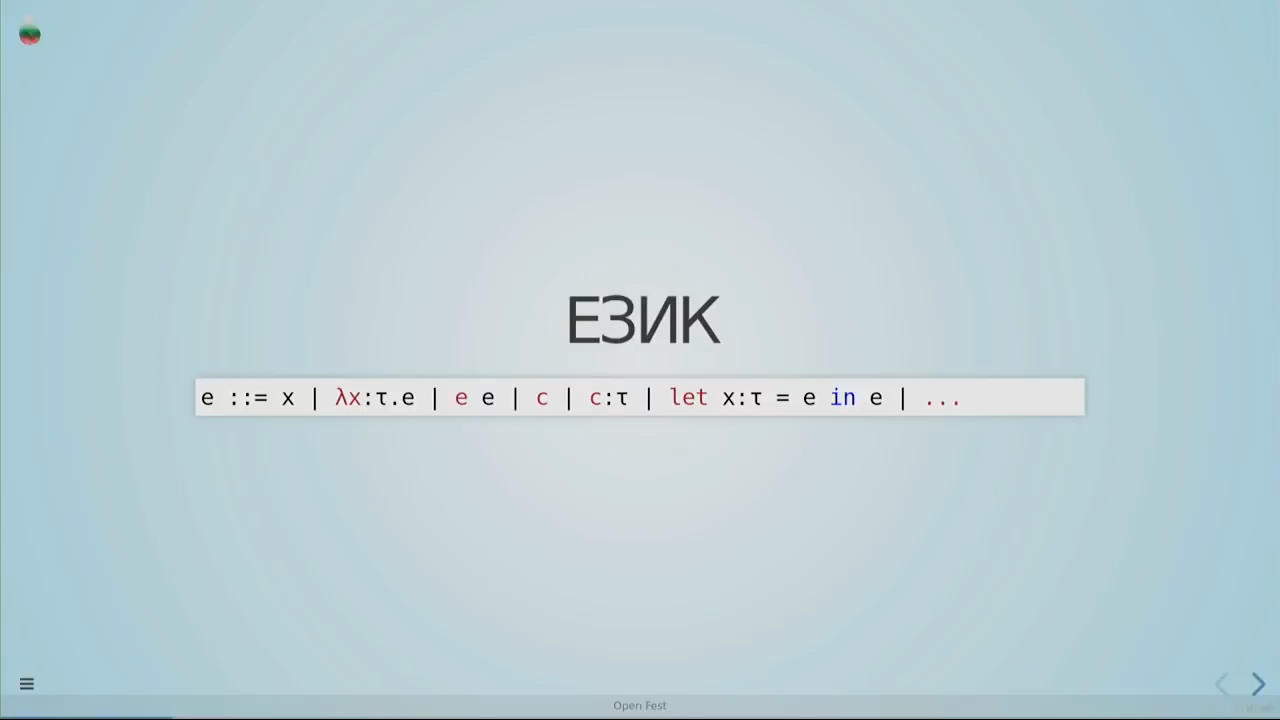 ЕЗИК
e ::= x | λx:τ.e | e e | c | c:τ | let x:τ = e in e | ...
Open Fest